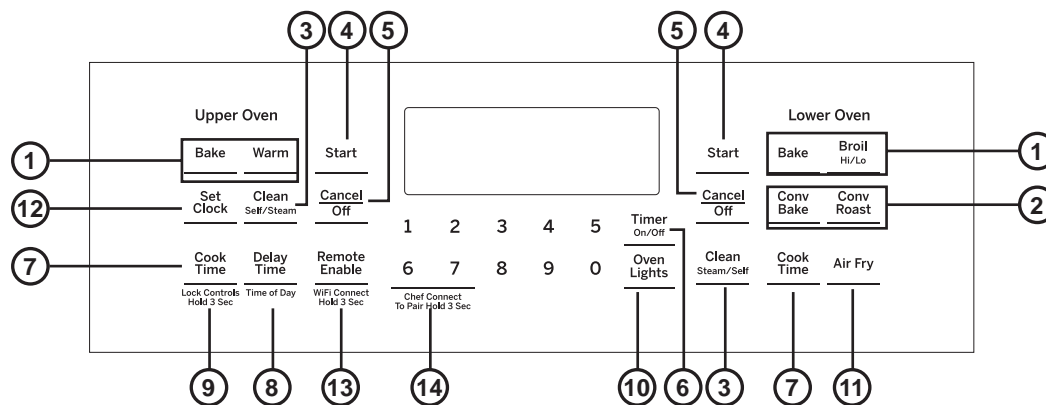 3 4 5 5 4
Upper Oven Lower Oven
1 Bake Warm Start Start Bake Broil Hi/Lo 1
12 Set Clock Clean Self/Steam Cancel Off Cancel Off Conv Bake Conv Roast 2
1 2 3 4 5 Timer On/Off
7 Cook Time Delay Time Remote Enable 6 7 8 9 0 Oven Lights Clean Steam/Self Cook Time Air Fry
Lock Controls Hold 3 Sec Time of Day WiFi Connect Hold 3 Sec Chef Connect To Pair Hold 3 Sec
9 8 13 14 10 6 3 7 11